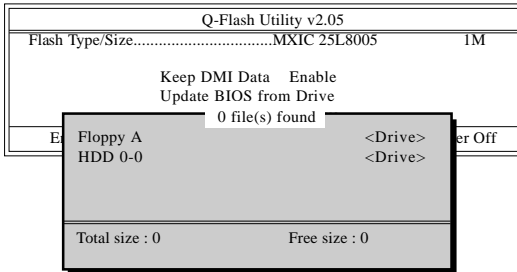 Q-Flash Utility v2.05
Flash Type/Size.................................MXIC 25L8005 1M
Keep DMI Data Enable
Update BIOS from Drive
0 file(s) found
Floppy A <Drive>
HDD 0-0 <Drive>
Total size : 0 Free size : 0
Off